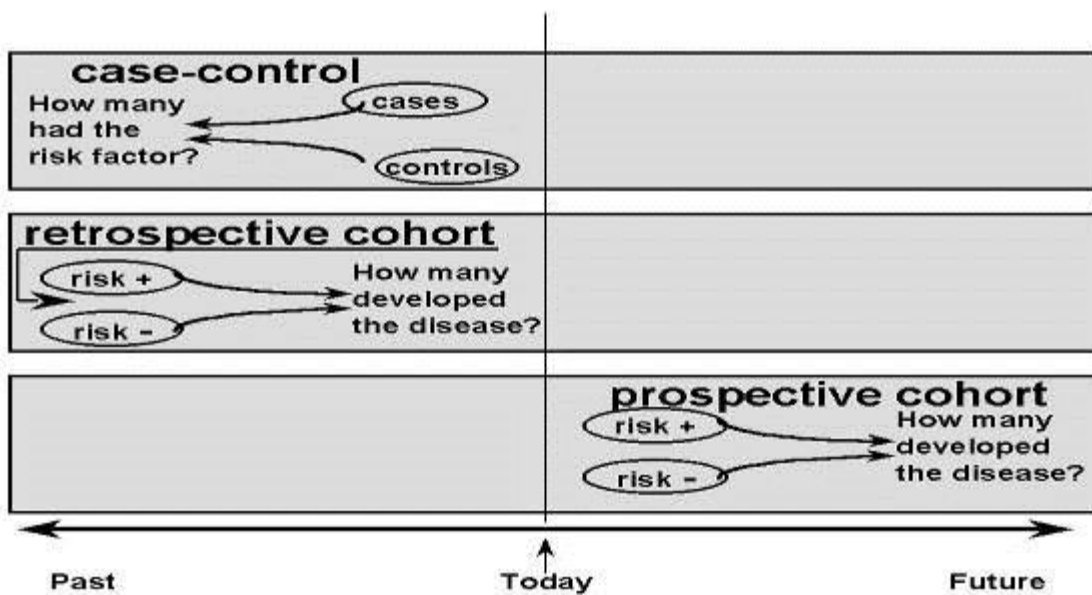 case-control
How many
had the
risk factor?
cases
controls
retrospective cohort
risk +
risk -
How many
developed
the disease?
prospective cohort
risk +
risk -
How many
developed
the disease?
Past
Today
Future